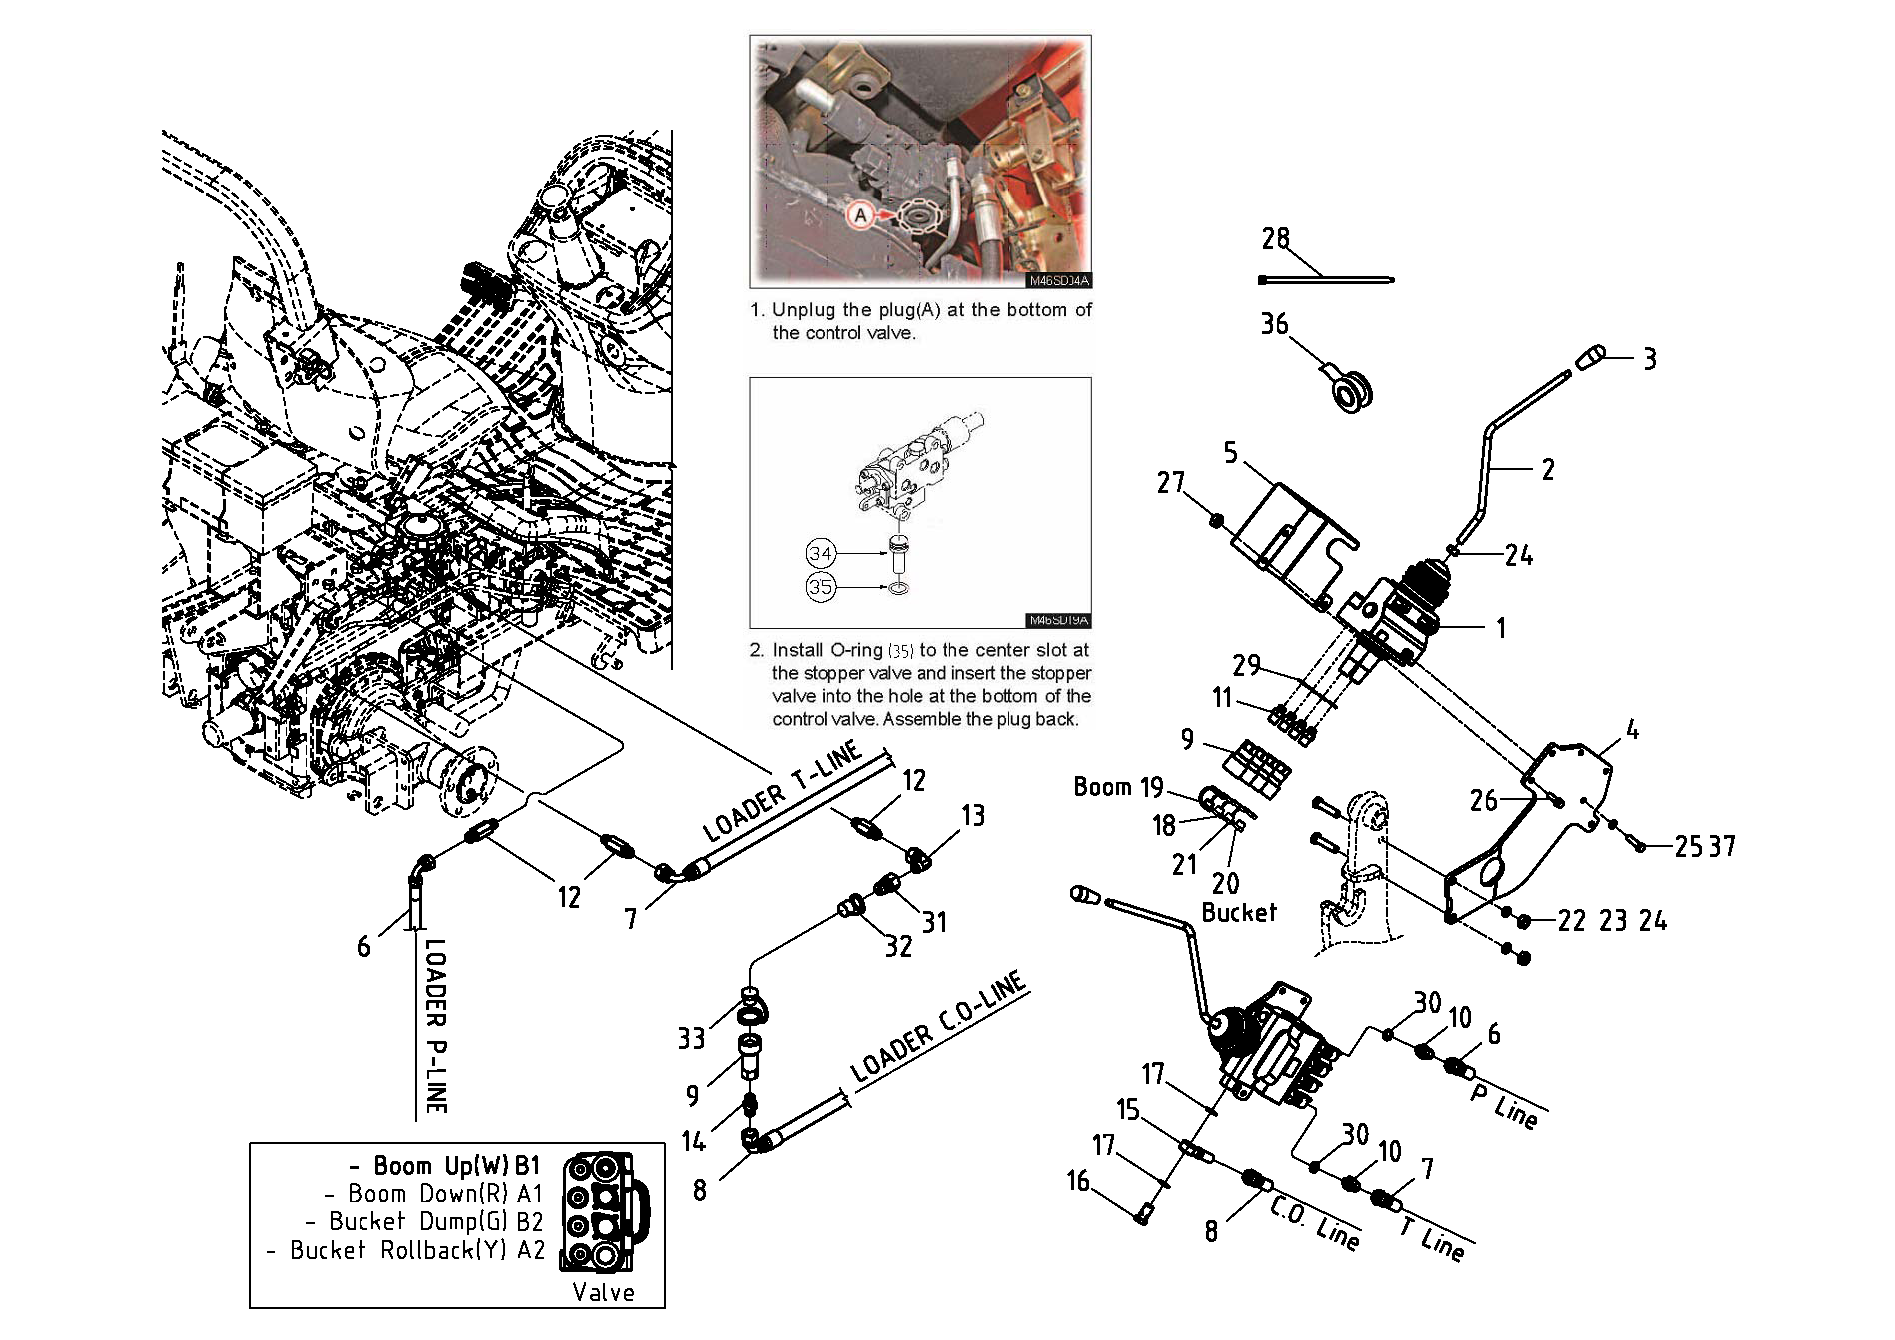 A
M46SD04A
1. Unplug the plug(A) at the bottom of
the control valve.
34
35
M46SD19A
2. Install O-ring (35) to the center slot at
the stopper valve and insert the stopper
valve into the hole at the bottom of the
control valve. Assemble the plug back.
28
36
3
5
27
2
24
1
29
11
9
4
Boom 19
18
21
20
Bucket
26
25 37
22 23 24
LOADER T-LINE
12
13
12
7
6
31
32
LOADER P-LINE
33
9
14
8
LOADER C.O-LINE
30
10
6
P Line
17
15
17
16
30
10
7
8
C.O. Line
T Line
- Boom Up(W) B1
- Boom Down(R) A1
- Bucket Dump(G) B2
- Bucket Rollback(Y) A2
Valve